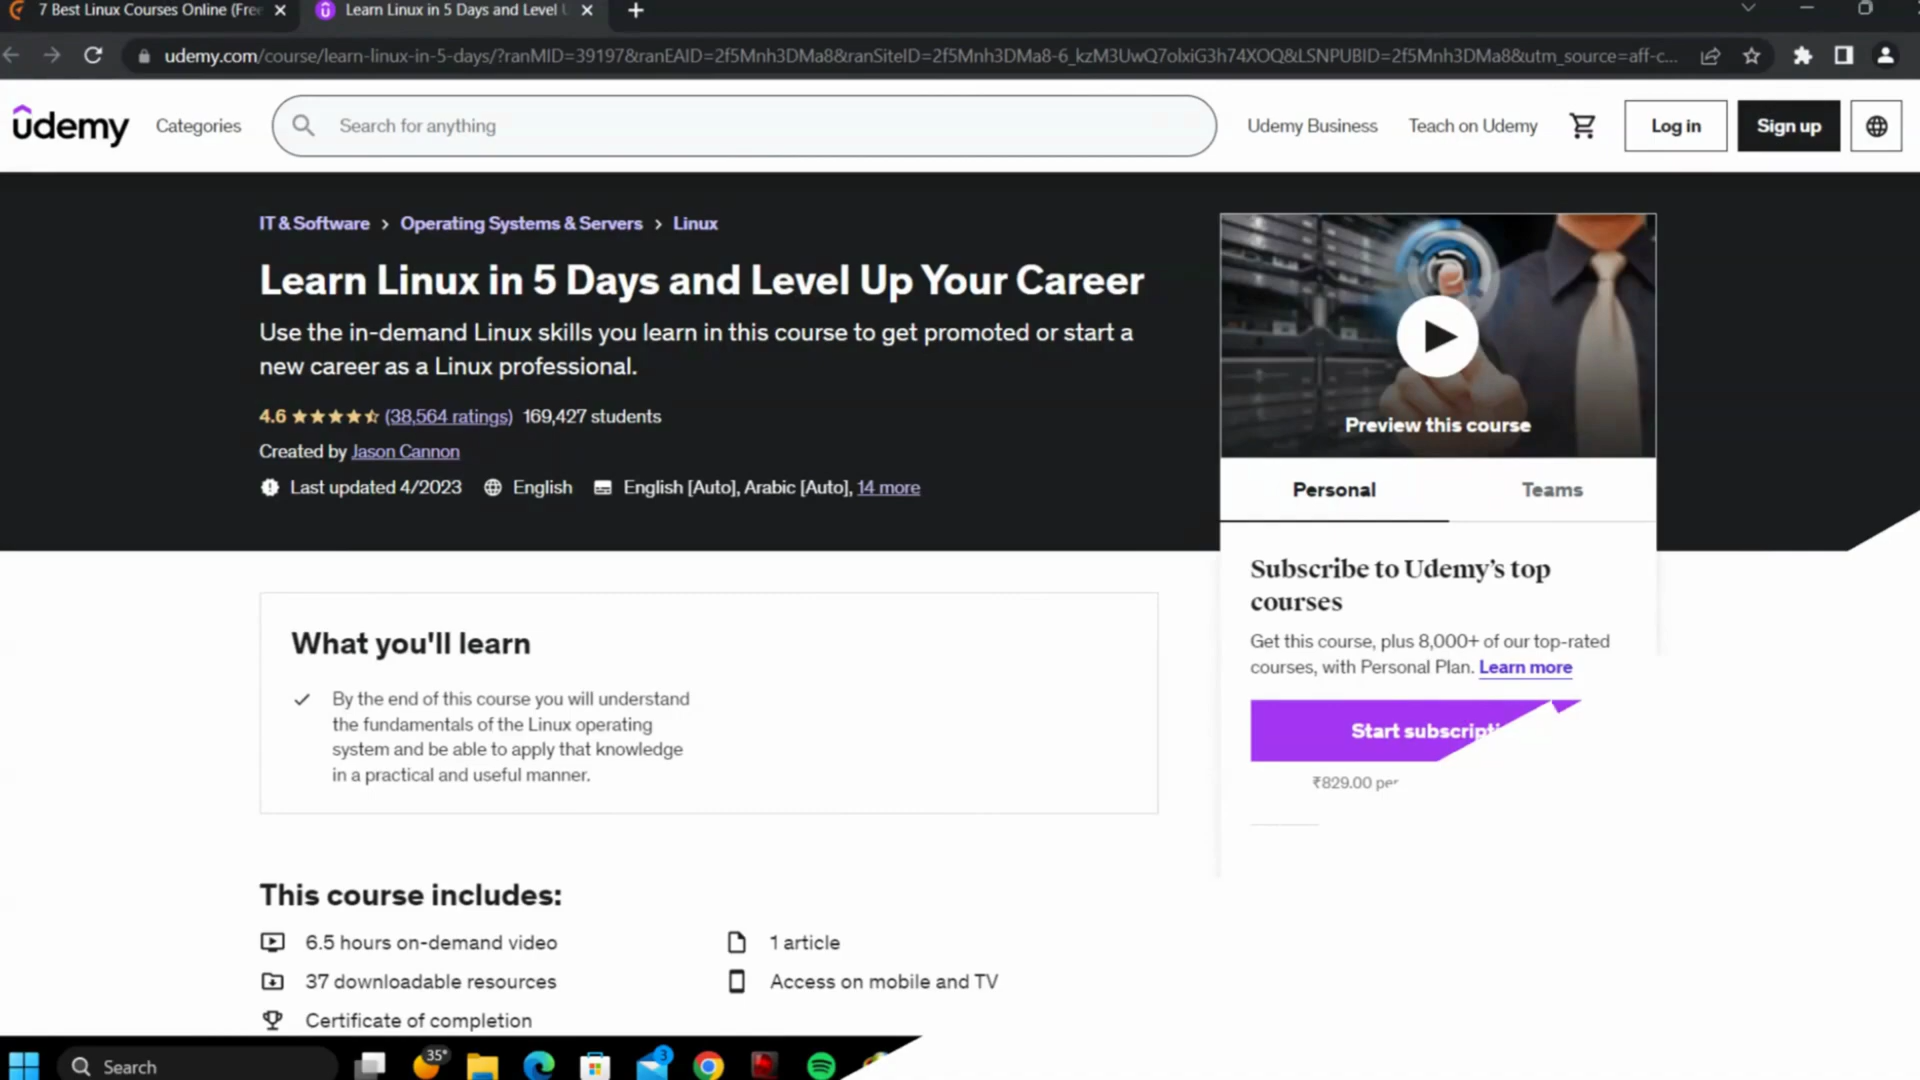 7 Best Linux Courses Online (Free
Learn Linux in 5 Days and Level U
udemy.com/course/learn-linux-in-5-days/?ranMID=39197&ranEAID=2f5Mnh3DMa8&ranSiteID=2f5Mnh3DMa8-6_kzM3UwQ7olxiG3h74XOQ&LSNPUBID=2f5Mnh3DMa8&utm_source=aff-c...
udemy
Categories
Search for anything
Udemy Business
Teach on Udemy
Log in
Sign up
IT & Software > Operating Systems & Servers > Linux
Learn Linux in 5 Days and Level Up Your Career
Use the in-demand Linux skills you learn in this course to get promoted or start a
new career as a Linux professional.
4.6 (38,564 ratings) 169,427 students
Created by Jason Cannon
Last updated 4/2023 English English [Auto], Arabic [Auto], 14 more
Preview this course
Personal
Teams
Subscribe to Udemy's top
courses
Get this course, plus 8,000+ of our top-rated
courses, with Personal Plan. Learn more
Start subscripti
₹829.00 per
What you'll learn
By the end of this course you will understand
the fundamentals of the Linux operating
system and be able to apply that knowledge
in a practical and useful manner.
This course includes:
6.5 hours on-demand video
1 article
37 downloadable resources
Access on mobile and TV
Certificate of completion
Search
35°
3